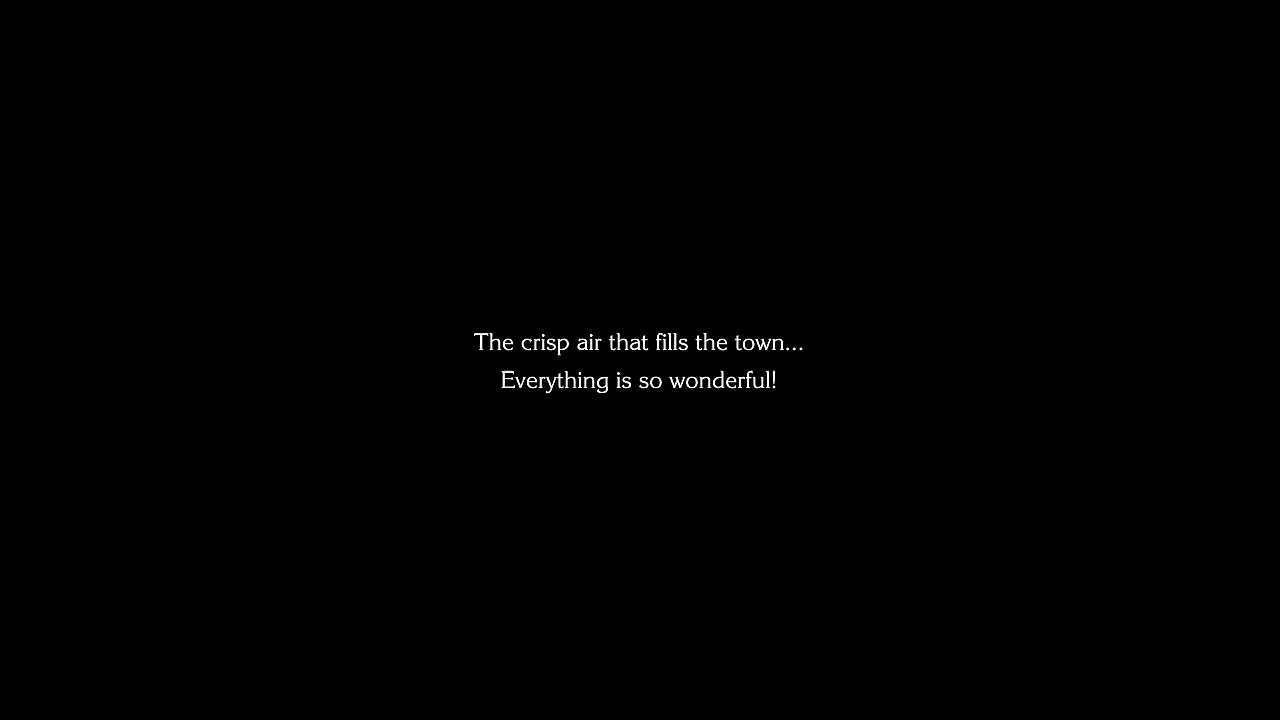 The crisp air that fills the town...
Everything is so wonderful!